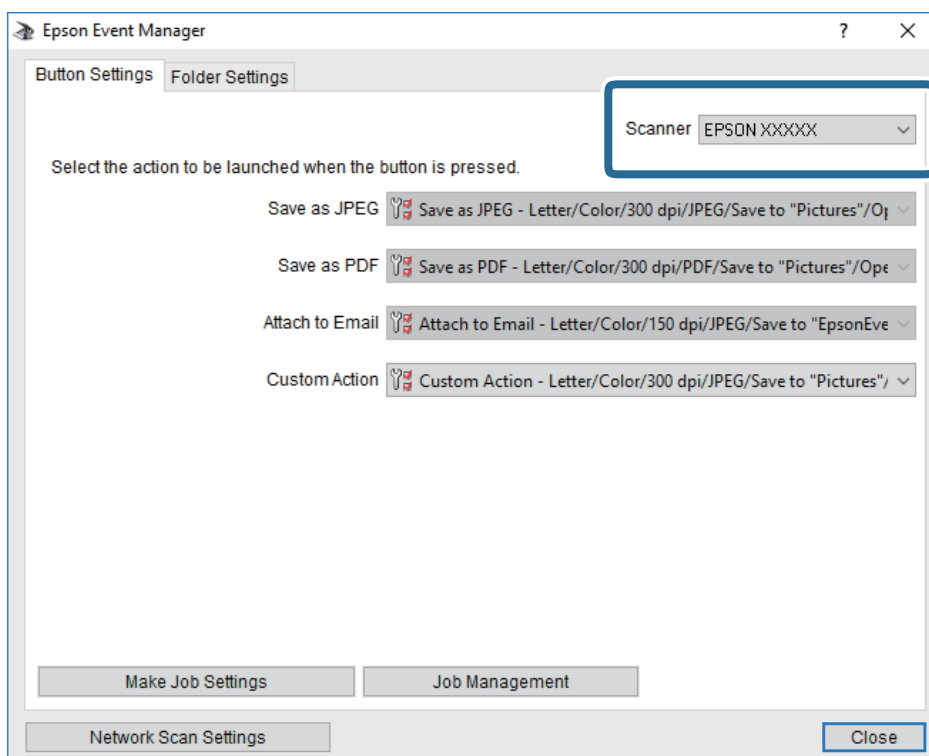 Epson Event Manager
Button Settings Folder Settings
Scanner EPSON XXXXX
Select the action to be launched when the button is pressed.
Save as JPEG Save as JPEG - Letter/Color/300 dpi/JPEG/Save to "Pictures"/Op
Save as PDF Save as PDF - Letter/Color/300 dpi/PDF/Save to "Pictures"/Ope
Attach to Email Attach to Email - Letter/Color/150 dpi/JPEG/Save to "EpsonEve
Custom Action Custom Action - Letter/Color/300 dpi/JPEG/Save to "Pictures"/
Make Job Settings Job Management
Network Scan Settings Close